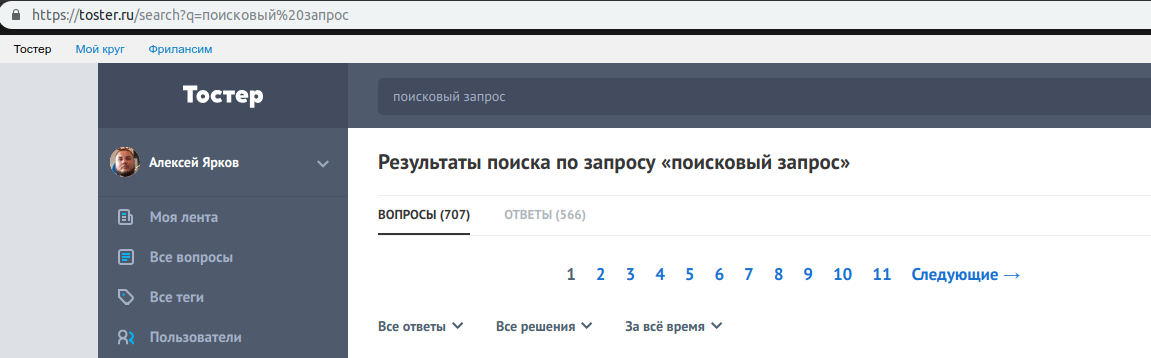 https://toster.ru/search?q=поисковый%20запрос
Тостер Мой круг Фрилансим
Тостер
поисковый запрос
Алексей Ярков
Моя лента
Все вопросы
Все теги
Пользователи
Результаты поиска по запросу «поисковый запрос»
ВОПРОСЫ (707) ОТВЕТЫ (566)
1 2 3 4 5 6 7 8 9 10 11 Следующие →
Все ответы Все решения За всё время